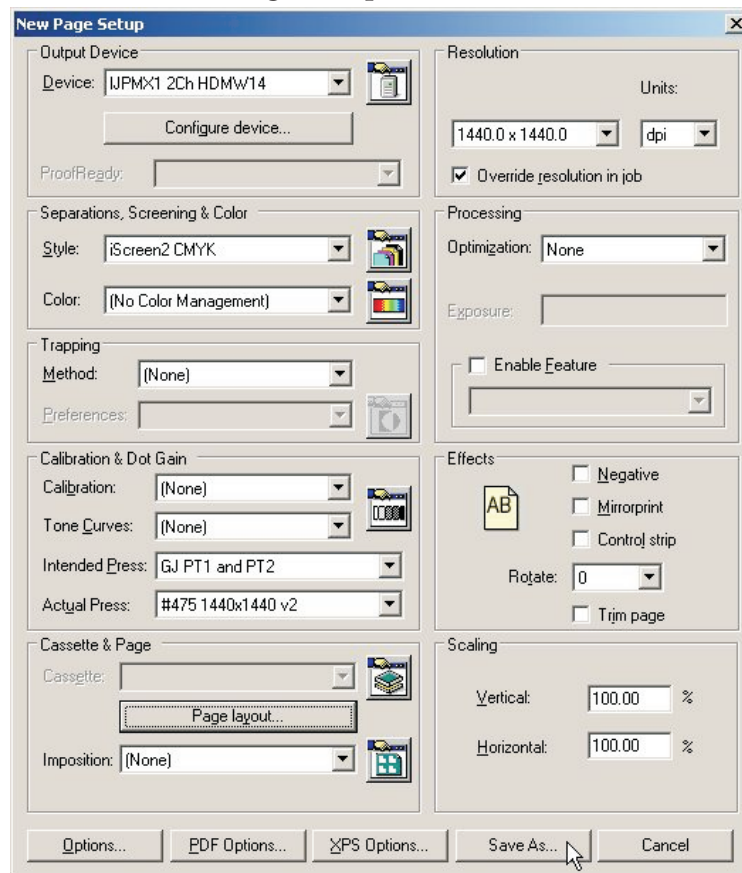 New Page Setup
Output Device
Device: IJPMX1 2Ch HDMW14
Configure device...
ProofReady:
Separations, Screening & Color
Style: iScreen2 CMYK
Color: (No Color Management)
Trapping
Method: (None)
Preferences:
Calibration & Dot Gain
Calibration: (None)
Tone Curves: (None)
Intended Press: GJ PT1 and PT2
Actual Press: #475 1440x1440 v2
Cassette & Page
Cassette:
Page layout...
Imposition: (None)
Resolution
Units:
1440.0 x 1440.0 dpi
Override resolution in job
Processing
Optimization: None
Exposure:
Enable Feature
Effects
AB
Negative
Mirrorprint
Control strip
Rotate: 0
Trim page
Scaling
Vertical: 100.00 %
Horizontal: 100.00 %
Options... PDF Options... XPS Options... Save As... Cancel